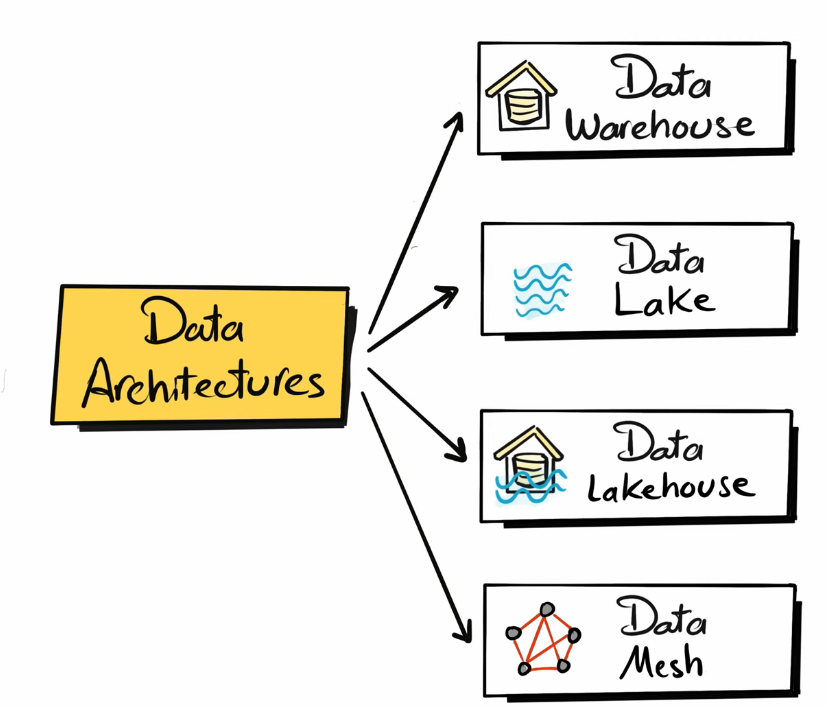 Data
Architectures
Data
Warehouse
Data
Lake
Data
Lakehouse
Data
Mesh